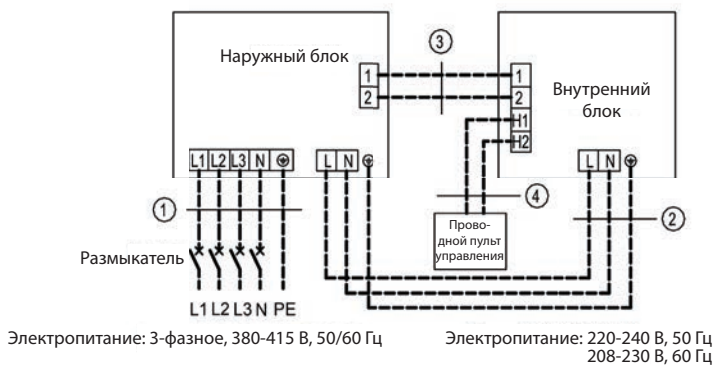 Наружный блок
③
1
2
1
2
H1
H2
Внутренний
блок
L1 L2 L3 N ⏚
L N ⏚
L N ⏚
①
④
②
Прово-
дной пульт
управления
Размыкатель
L1 L2 L3 N PE
Электропитание: 3-фазное, 380-415 В, 50/60 Гц
Электропитание: 220-240 В, 50 Гц
208-230 В, 60 Гц